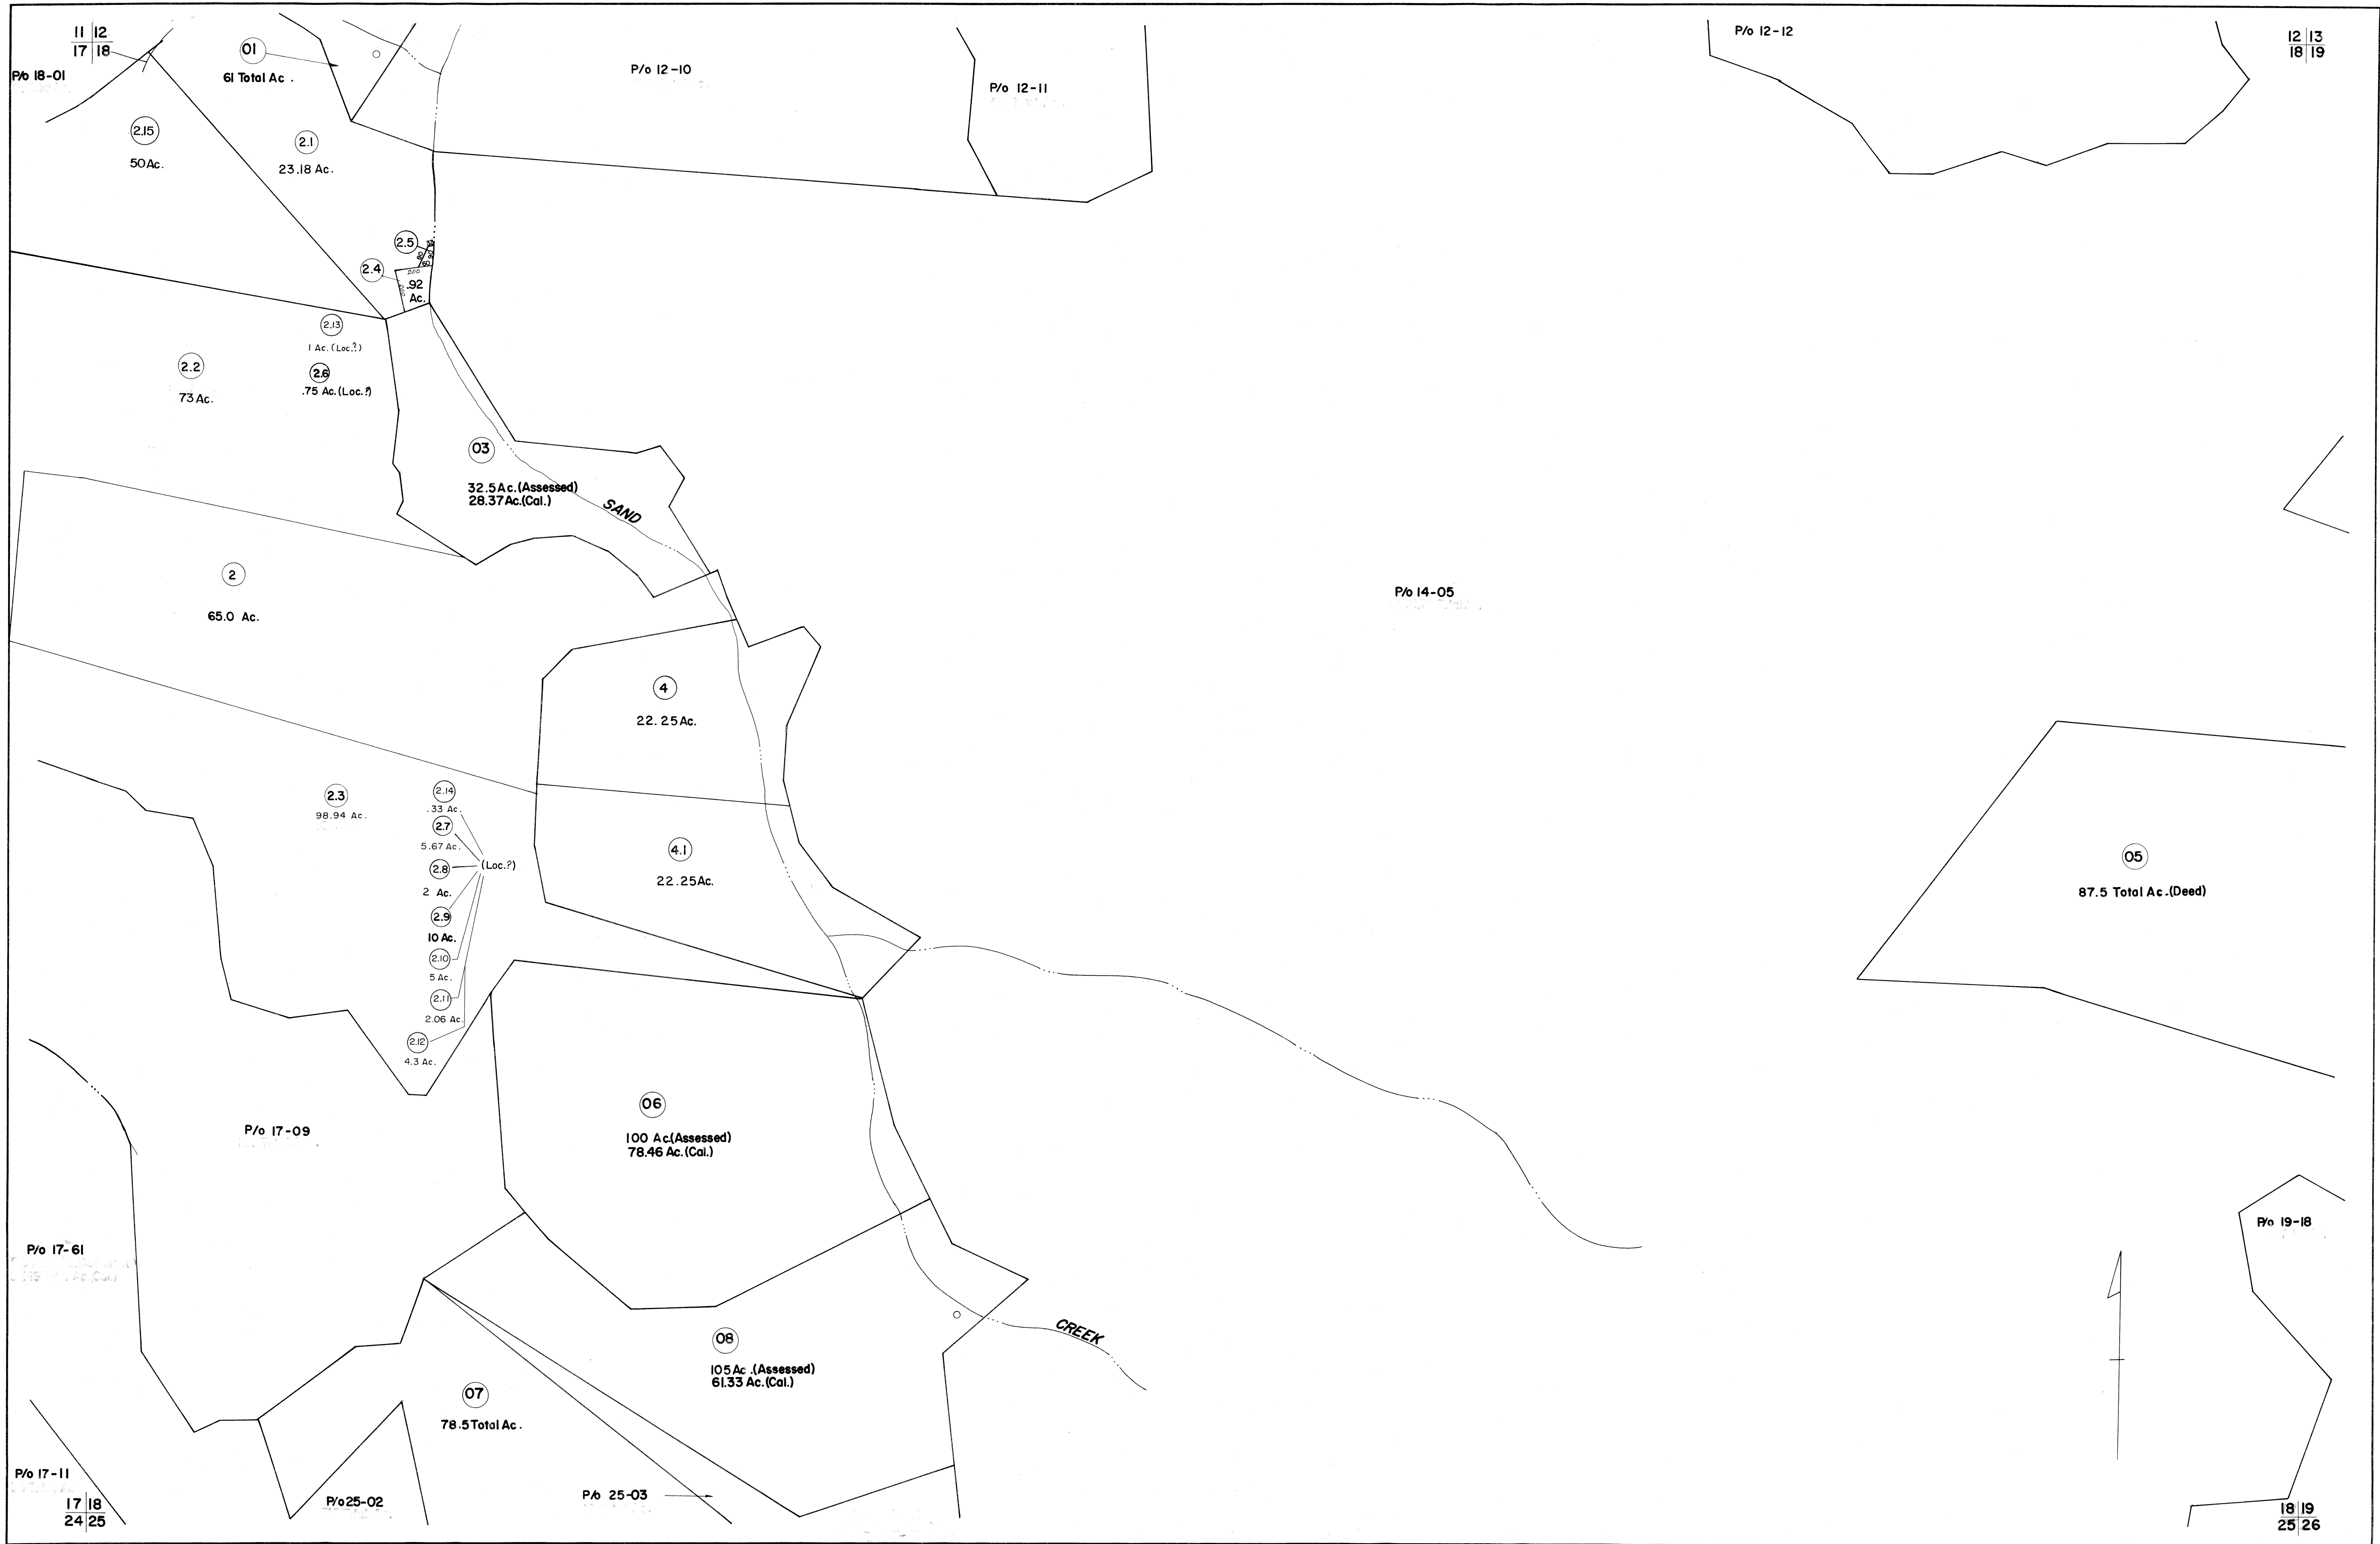 11 12
17 18
P/o 18-01
01
61 Total Ac.
P/o 12-10
P/o 12-11
P/o 12-12
12 13
18 19
2.15
50 Ac.
2.1
23.18 Ac.
2.5
80
90
60
2.4
200
200
.92
Ac.
2.13
1 Ac. (Loc.?)
2.2
73 Ac.
2.6
.75 Ac. (Loc.?)
03
32.5 Ac. (Assessed)
28.37 Ac. (Cal.)
SAND
2
65.0 Ac.
P/o 14-05
4
22.25 Ac.
2.3
98.94 Ac.
2.14
.33 Ac.
2.7
5.67 Ac.
2.8
(Loc.?)
2 Ac.
2.9
10 Ac.
2.10
5 Ac.
2.11
2.06 Ac.
2.12
4.3 Ac.
4.1
22.25 Ac.
05
87.5 Total Ac. (Deed)
06
100 Ac. (Assessed)
78.46 Ac. (Cal.)
P/o 17-09
P/o 17-61
P/o 19-18
CREEK
08
105 Ac. (Assessed)
61.33 Ac. (Cal.)
07
78.5 Total Ac.
P/o 17-11
17 18
24 25
P/o 25-02
P/o 25-03
18 19
25 26